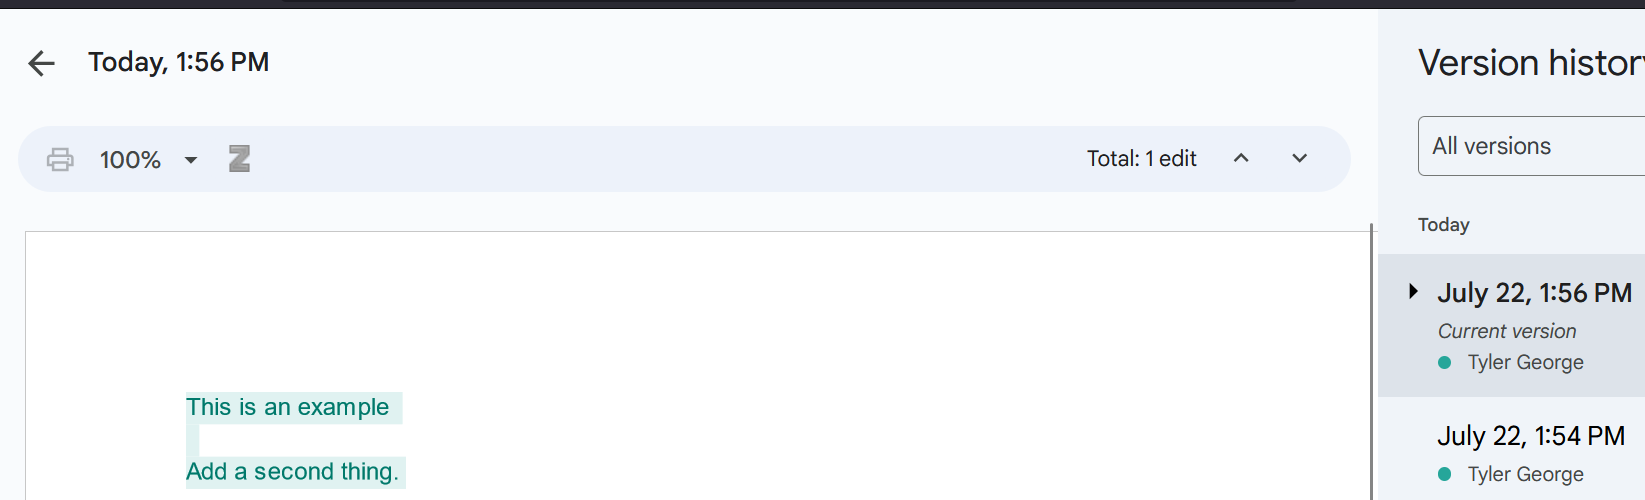 Today, 1:56 PM
Version history
100%
Z
Total: 1 edit
All versions
Today
July 22, 1:56 PM
Current version
Tyler George
July 22, 1:54 PM
Tyler George
This is an example
Add a second thing.